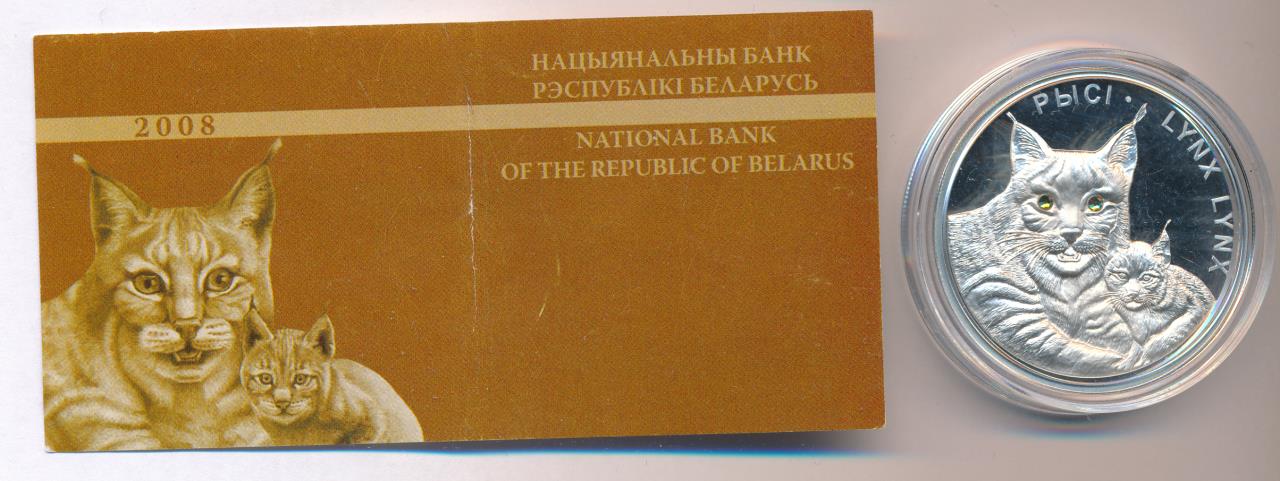 2008
НАЦЫЯНАЛЬНЫ БАНК
РЭСПУБЛІКІ БЕЛАРУСЬ
NATIONAL BANK
OF THE REPUBLIC OF BELARUS
РЫСІ · LYNX LYNX